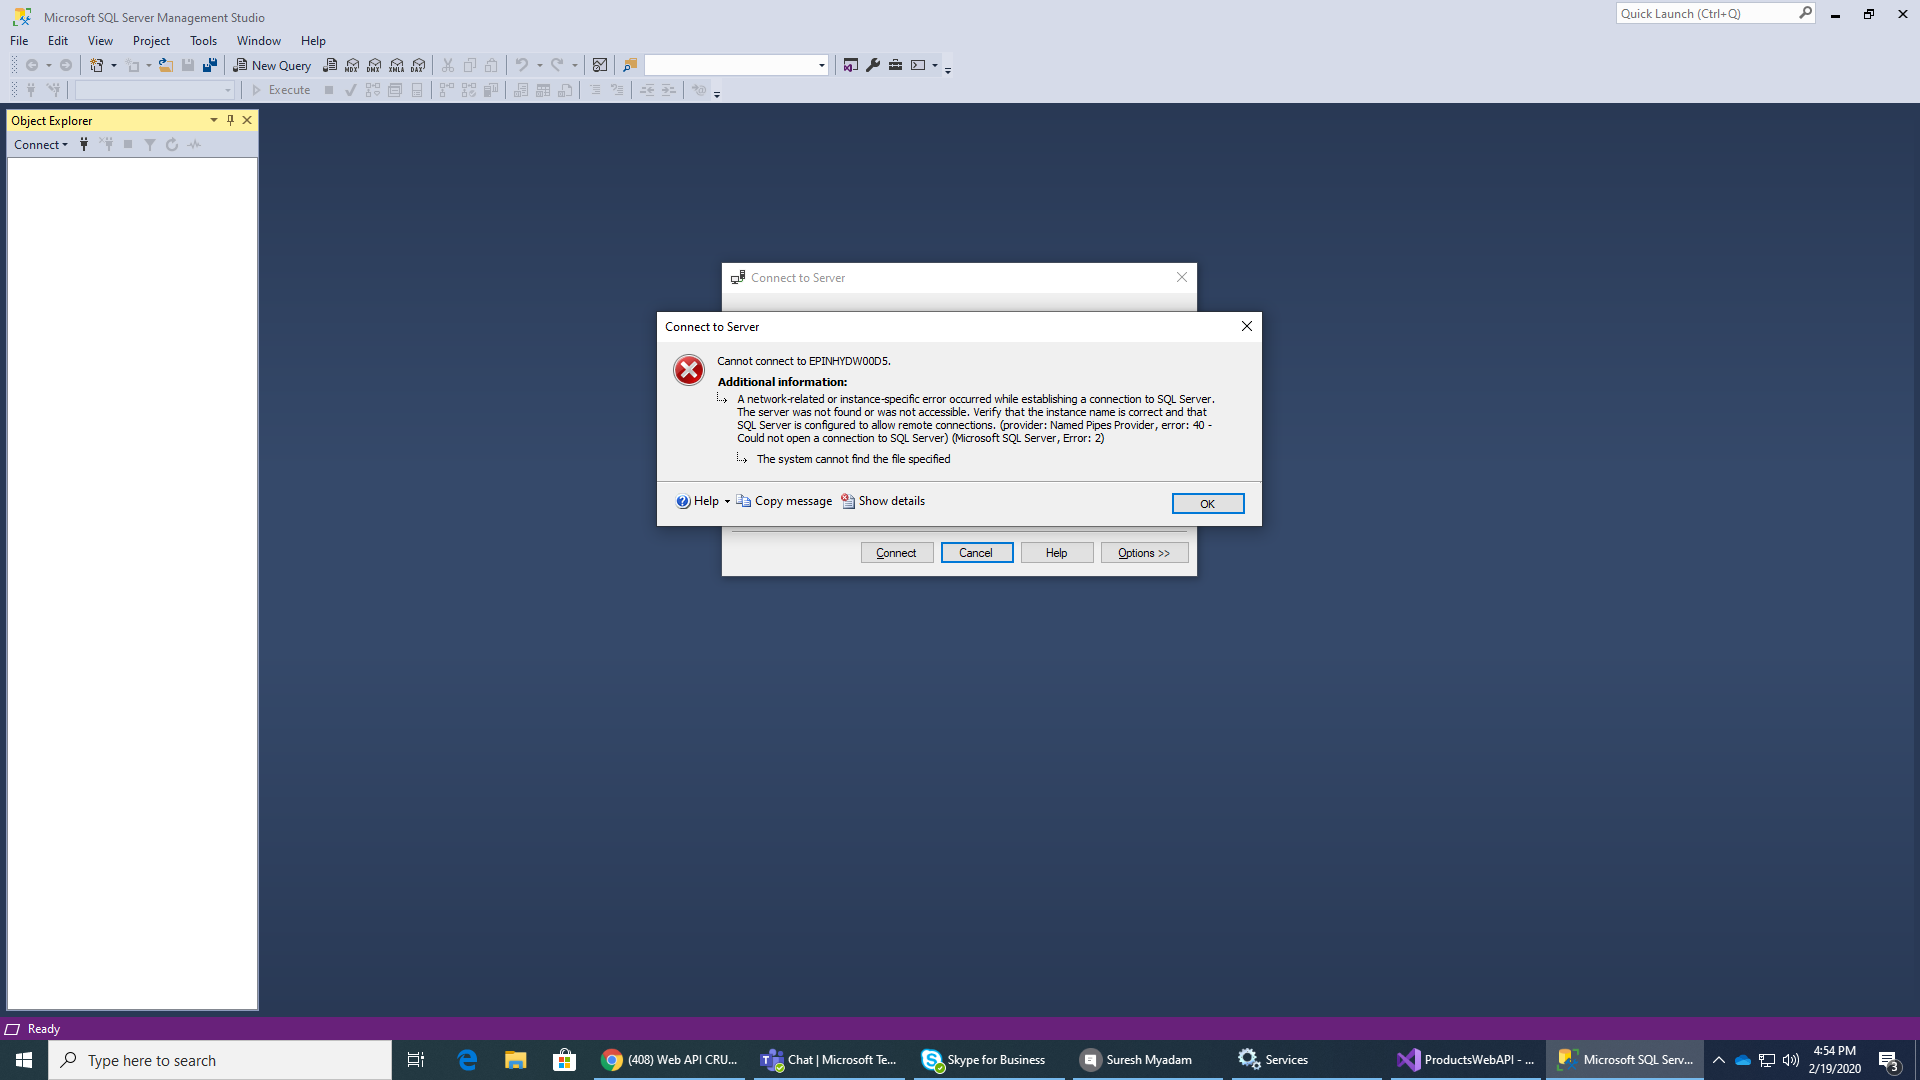 Microsoft SQL Server Management Studio
Quick Launch (Ctrl+Q)
File Edit View Project Tools Window Help
New Query
MDX DMX XMLA DAX
Execute
Object Explorer
Connect
Connect to Server
Connect to Server
Cannot connect to EPINHYDW00D5.
Additional information:
A network-related or instance-specific error occurred while establishing a connection to SQL Server.
The server was not found or was not accessible. Verify that the instance name is correct and that
SQL Server is configured to allow remote connections. (provider: Named Pipes Provider, error: 40 -
Could not open a connection to SQL Server) (Microsoft SQL Server, Error: 2)
The system cannot find the file specified
Help Copy message Show details OK
Connect Cancel Help Options >>
Ready
Type here to search
(408) Web API CRU...
Chat | Microsoft Te...
Skype for Business
Suresh Myadam
Services
ProductsWebAPI - ...
Microsoft SQL Serv...
4:54 PM
2/19/2020
3